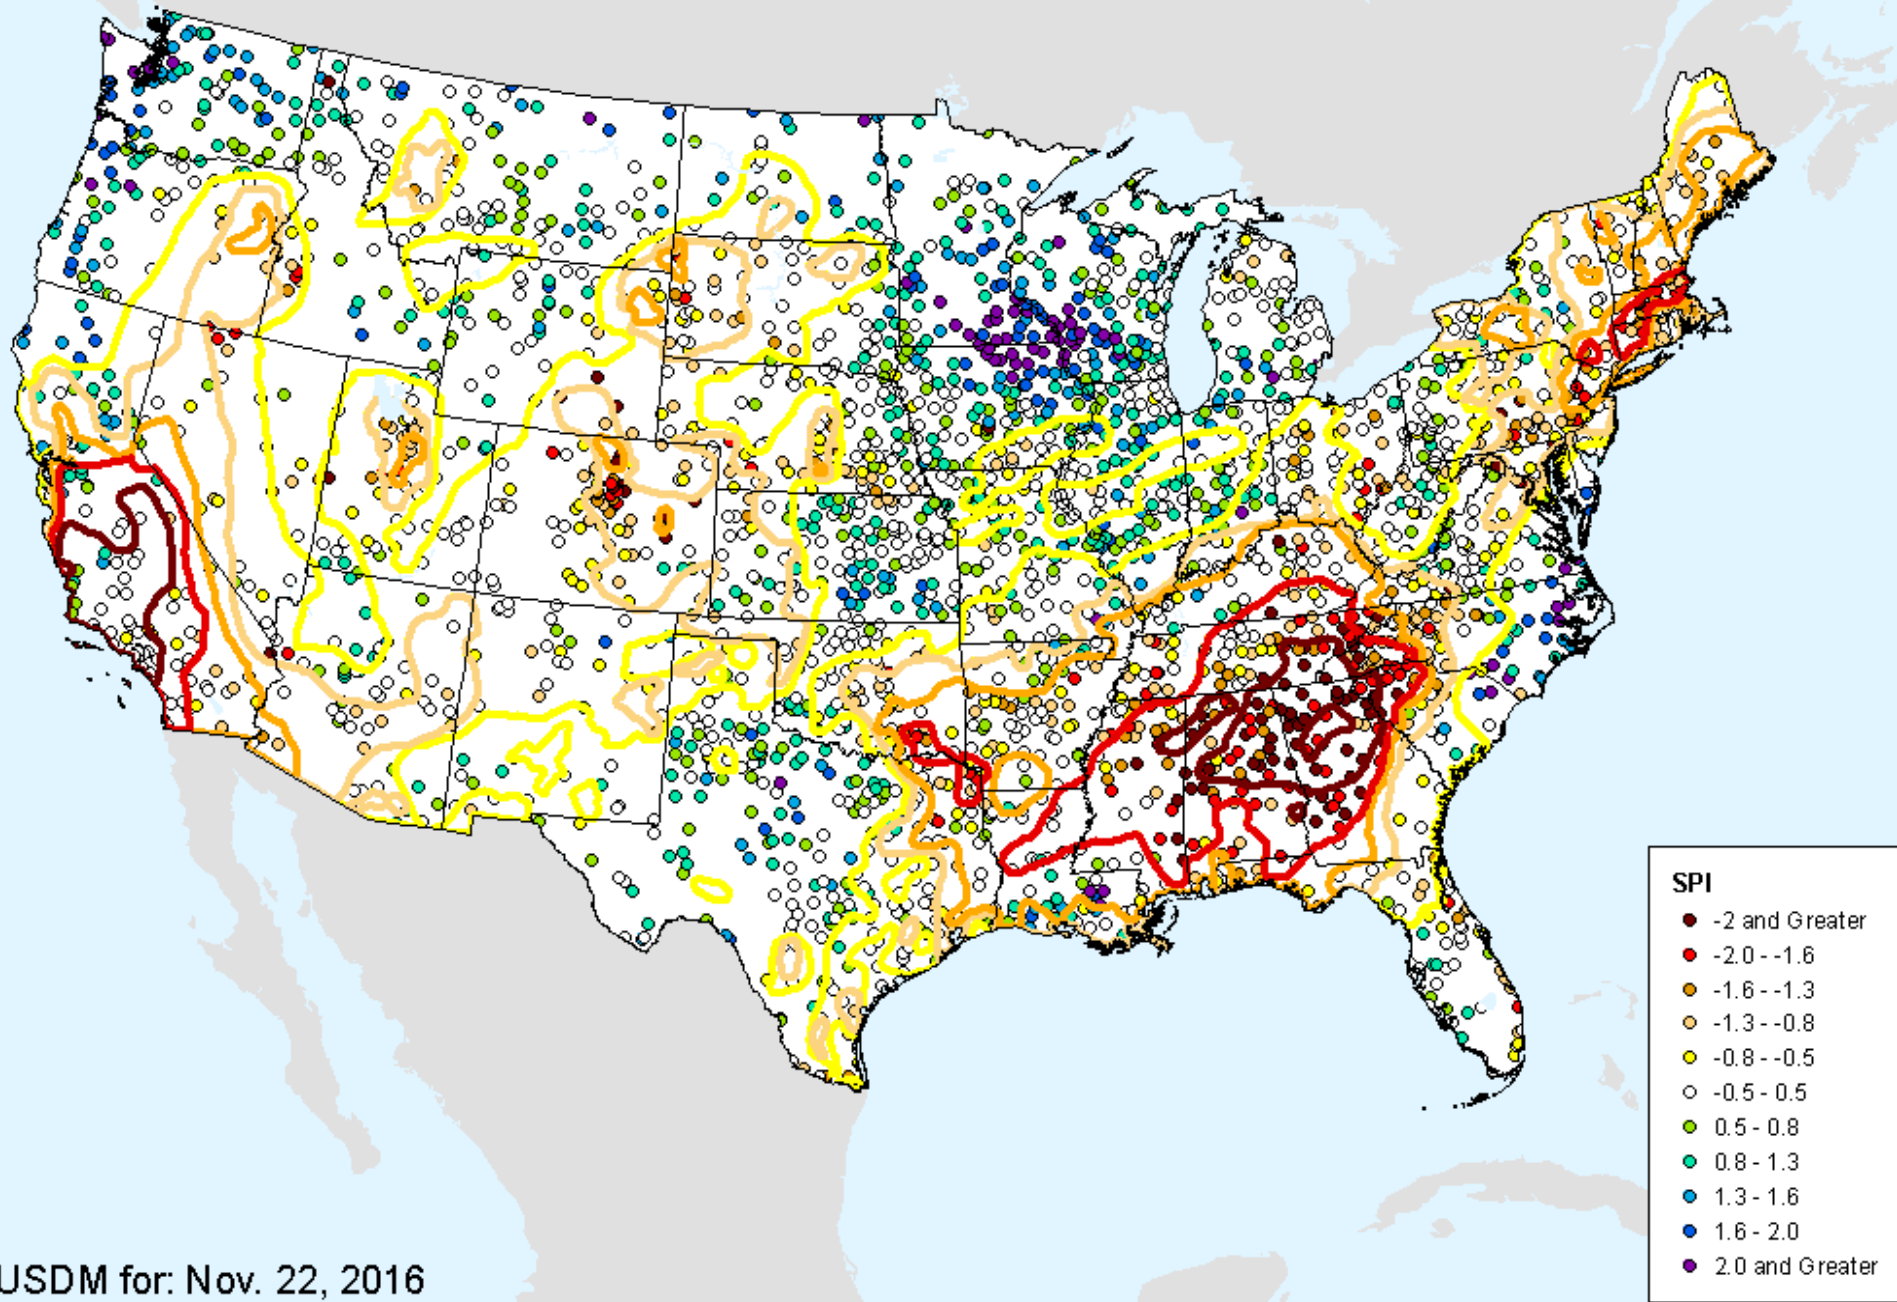 SPI
-2 and Greater
-2.0 - -1.6
-1.6 - -1.3
-1.3 - -0.8
-0.8 - -0.5
-0.5 - 0.5
0.5 - 0.8
0.8 - 1.3
1.3 - 1.6
1.6 - 2.0
2.0 and Greater
USDM for: Nov. 22, 2016